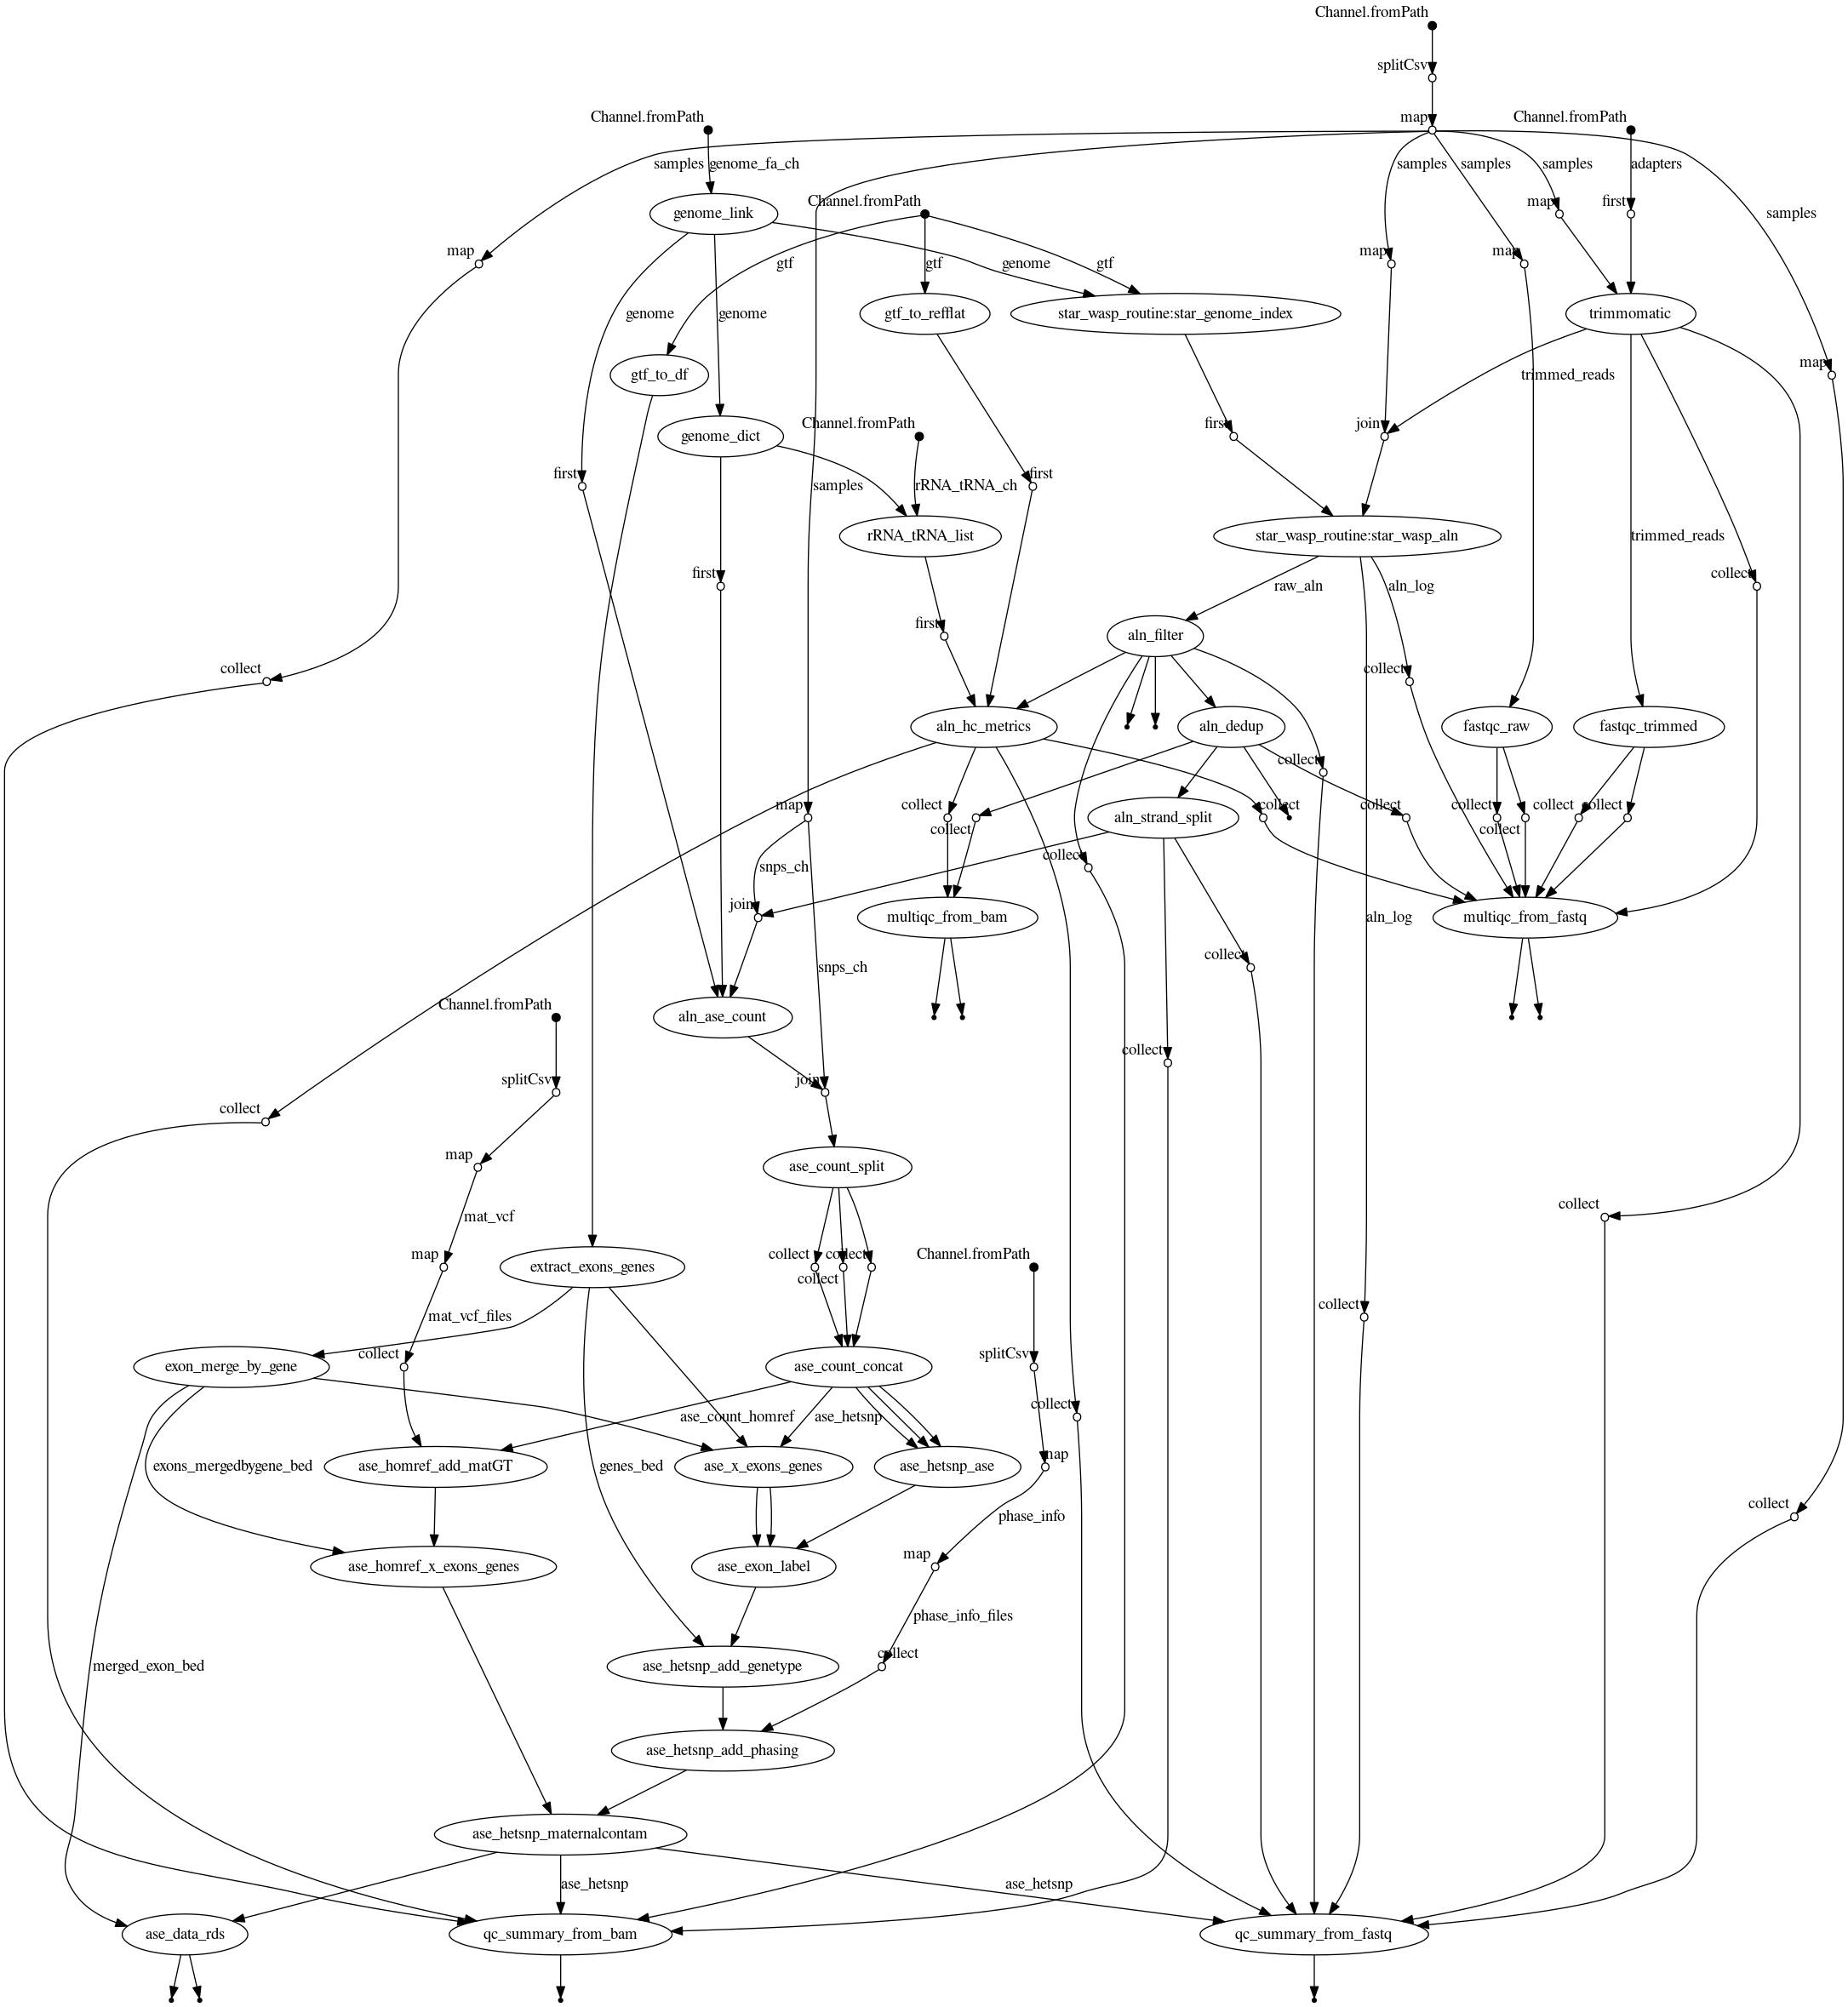 Channel.fromPath
splitCsv
map
Channel.fromPath
Channel.fromPath
samples
genome_fa_ch
samples
samples
samples
adapters
samples
genome_link
Channel.fromPath
map
first
map
gtf
gtf
genome
gtf
map
map
genome
genome
gtf_to_refflat
star_wasp_routine:star_genome_index
trimmomatic
map
gtf_to_df
trimmed_reads
genome_dict
Channel.fromPath
first
join
first
samples
rRNA_tRNA_ch
first
rRNA_tRNA_list
star_wasp_routine:star_wasp_aln
trimmed_reads
first
collect
raw_aln
aln_log
first
aln_filter
collect
collect
aln_hc_metrics
aln_dedup
fastqc_raw
fastqc_trimmed
collect
map
collect
collect
collect
collect
collect
collect
collect
collect
collect
aln_strand_split
snps_ch
collect
join
multiqc_from_bam
aln_log
multiqc_from_fastq
collect
snps_ch
Channel.fromPath
aln_ase_count
collect
splitCsv
join
collect
map
ase_count_split
mat_vcf
collect
map
collect
collect
collect
Channel.fromPath
extract_exons_genes
collect
mat_vcf_files
collect
splitCsv
exon_merge_by_gene
ase_count_concat
collect
ase_count_homref
ase_hetsnp
map
exons_mergedbygene_bed
ase_homref_add_matGT
genes_bed
ase_x_exons_genes
ase_hetsnp_ase
collect
phase_info
map
ase_homref_x_exons_genes
ase_exon_label
phase_info_files
collect
merged_exon_bed
ase_hetsnp_add_genetype
ase_hetsnp_add_phasing
ase_hetsnp_maternalcontam
ase_hetsnp
ase_hetsnp
ase_data_rds
qc_summary_from_bam
qc_summary_from_fastq